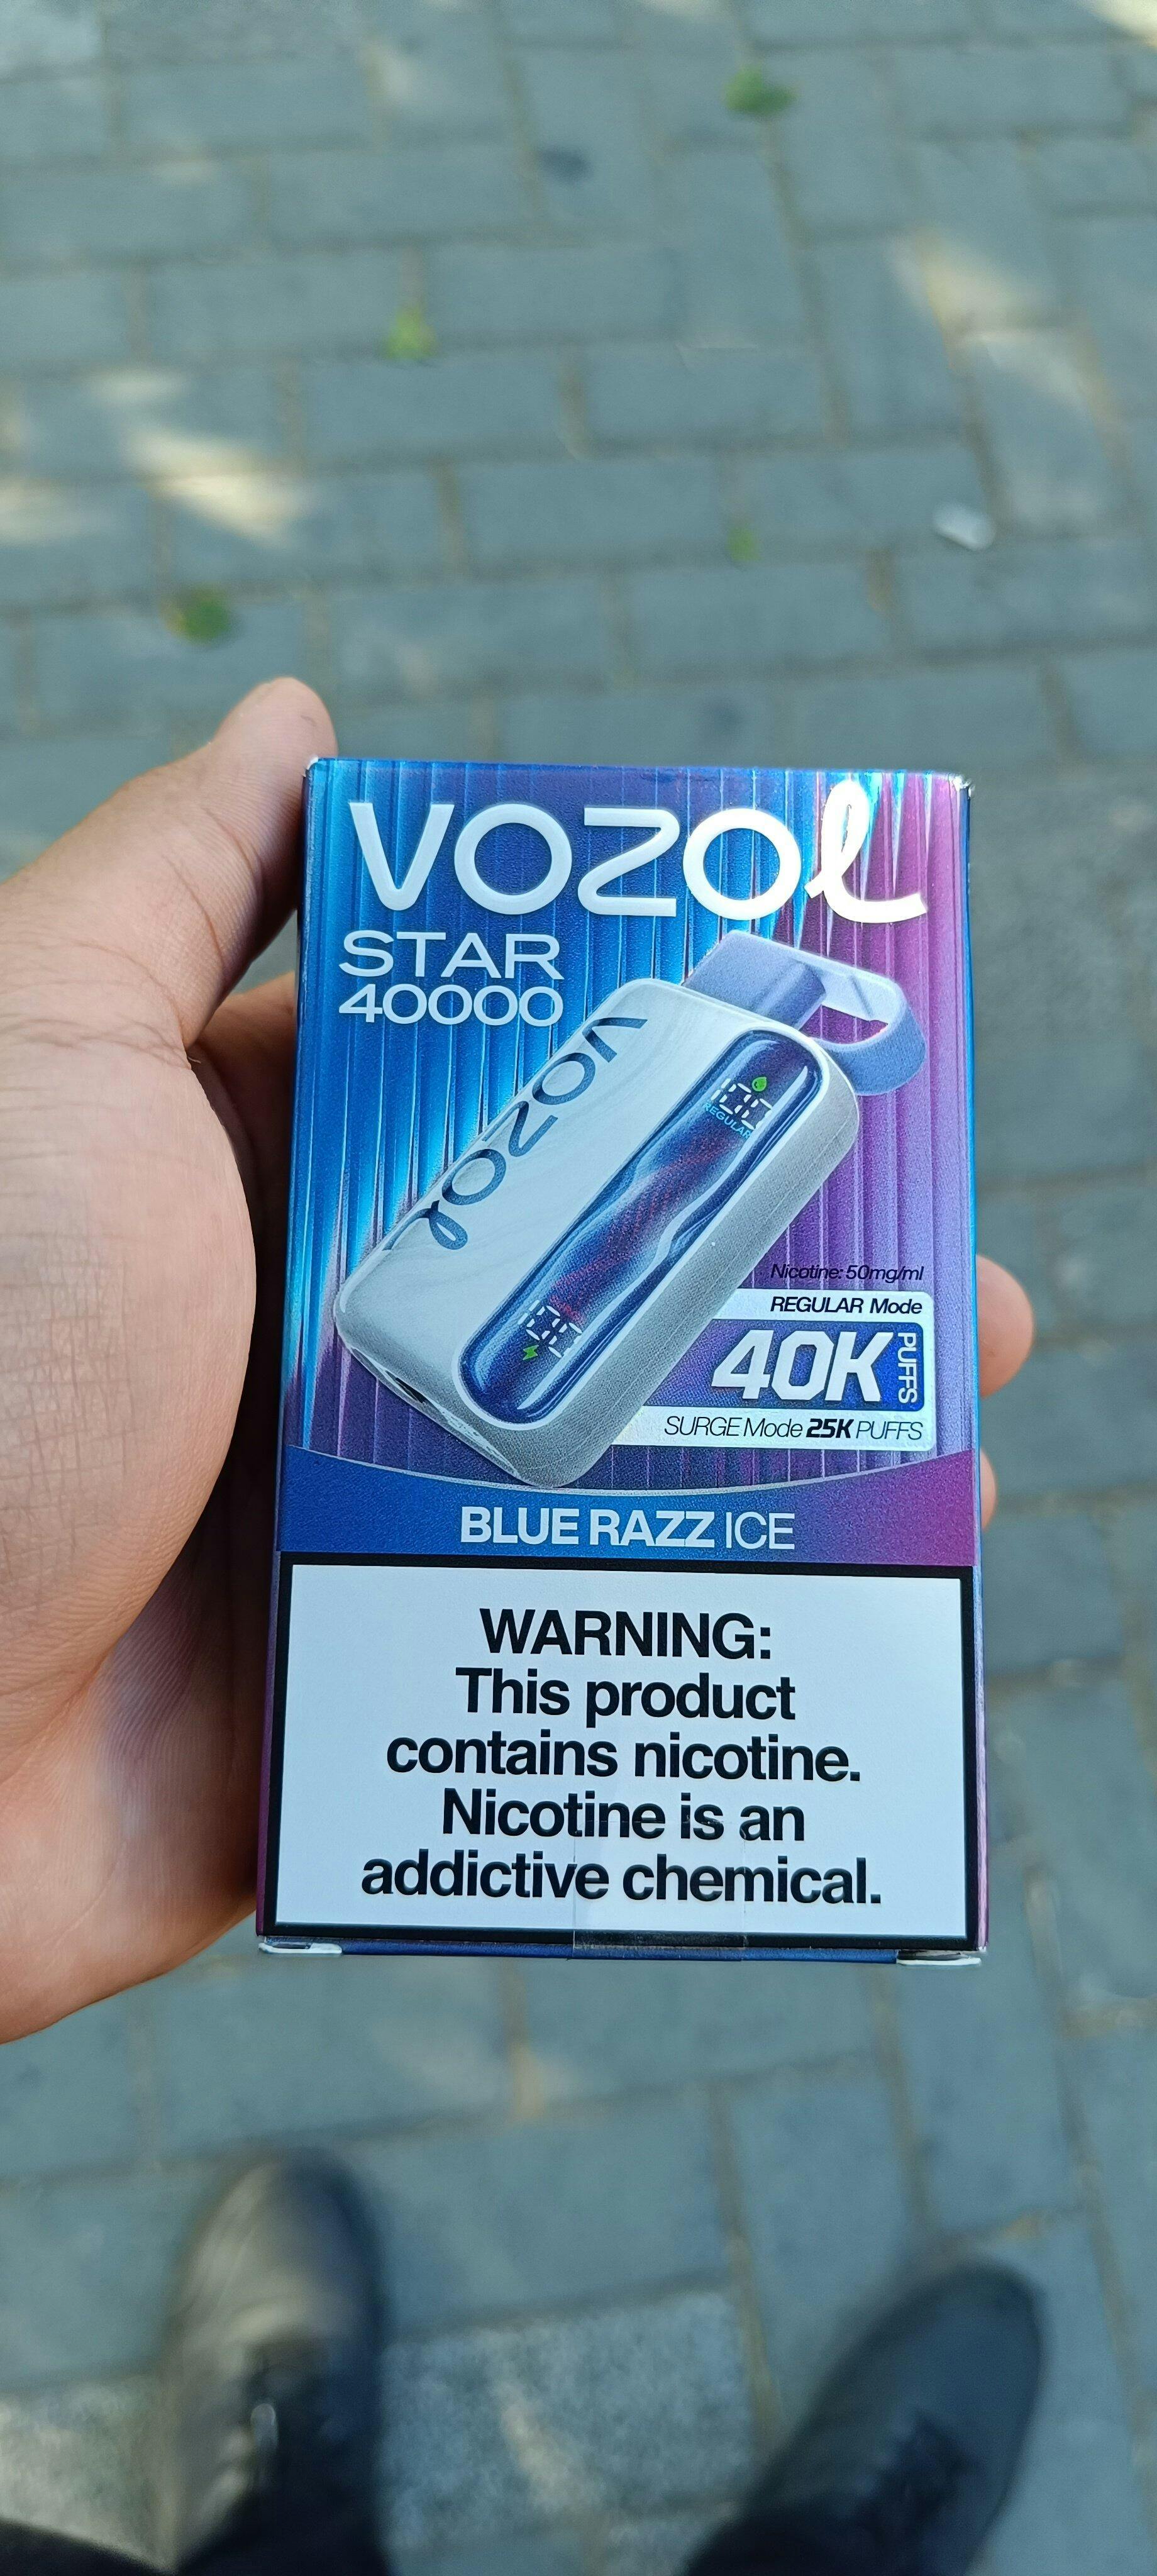 VOZOL
STAR
40000
VOZOL
REGULAR
Nicotine: 50mg/ml
REGULAR Mode
40K PUFFS
SURGE Mode 25K PUFFS
BLUE RAZZ ICE
WARNING:
This product
contains nicotine.
Nicotine is an
addictive chemical.